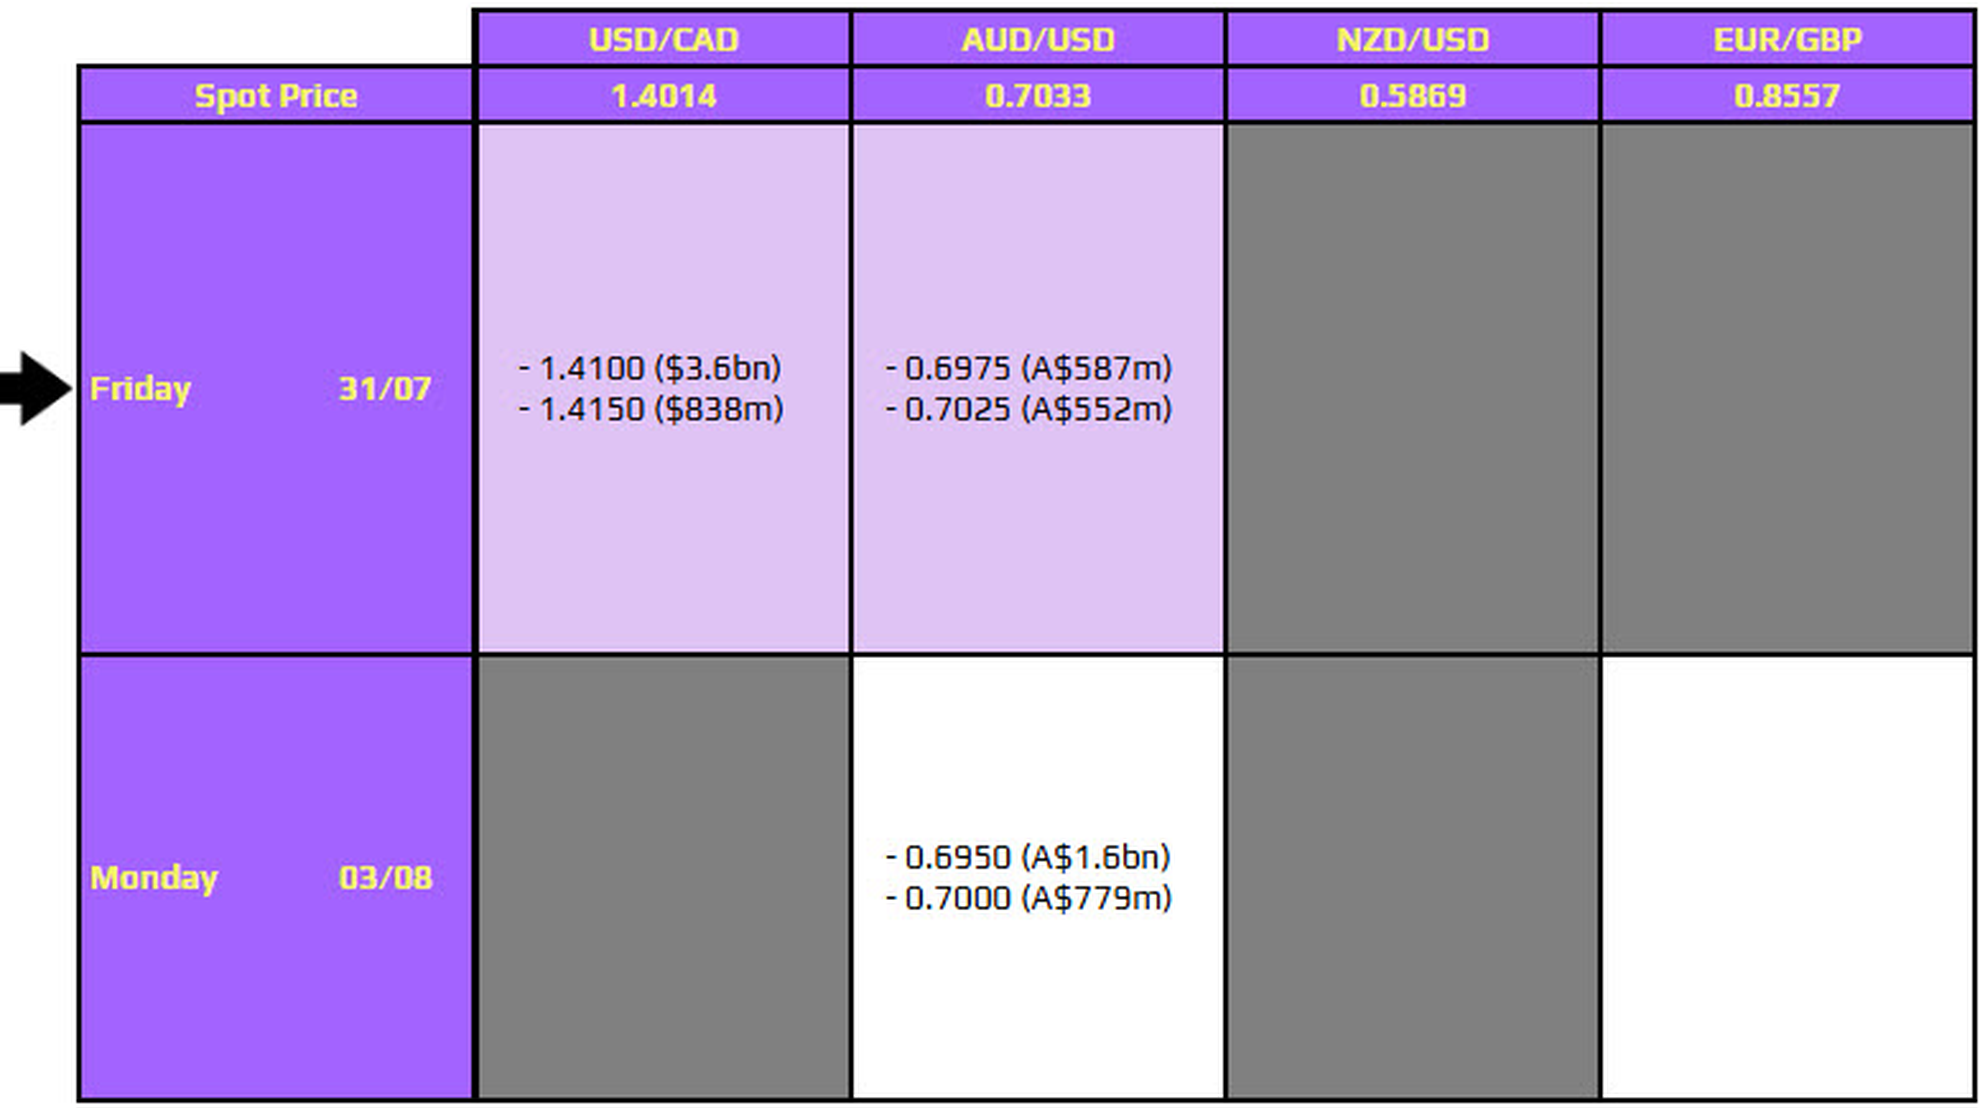 USD/CAD AUD/USD NZD/USD EUR/GBP
Spot Price 1.4014 0.7033 0.5869 0.8557
Friday 31/07
- 1.4100 ($3.6bn)
- 1.4150 ($838m)
- 0.6975 (A$587m)
- 0.7025 (A$552m)
Monday 03/08
- 0.6950 (A$1.6bn)
- 0.7000 (A$779m)